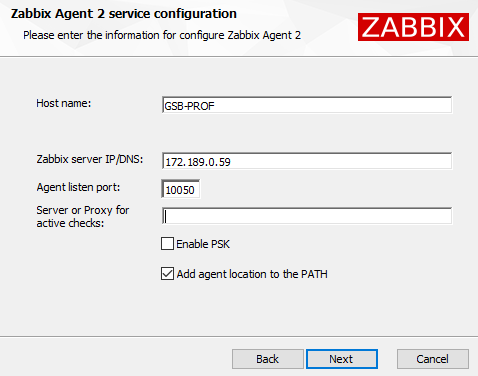 Zabbix Agent 2 service configuration
Please enter the information for configure Zabbix Agent 2
ZABBIX
Host name:
GSB-PROF
Zabbix server IP/DNS:
172.189.0.59
Agent listen port:
10050
Server or Proxy for
active checks:
Enable PSK
Add agent location to the PATH
Back
Next
Cancel